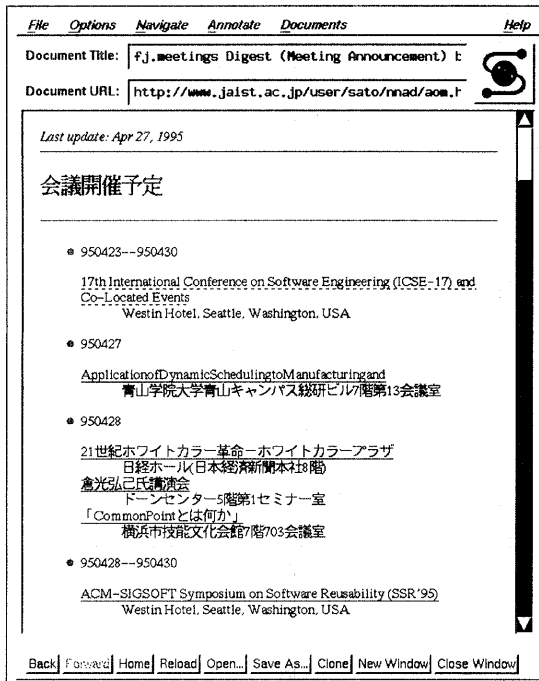 File Options Navigate Annotate Documents Help
Document Title: fj.meetings Digest (Meeting Announcement) b
Document URL: http://www.jaist.ac.jp/user/sato/nnad/aom.h
Last update: Apr 27, 1995
会議開催予定
950423--950430
17th International Conference on Software Engineering (ICSE-17) and
Co-Located Events
Westin Hotel, Seattle, Washington, USA
950427
ApplicationofDynamicSchedulingtoManufacturingand
青山学院大学青山キャンパス総研ビル7階第13会議室
950428
21世紀ホワイトカラー革命－ホワイトカラープラザ
日経ホール(日本経済新聞本社8階)
倉光弘己氏講演会
ドーンセンター5階第1セミナー室
「CommonPointとは何か」
横浜市技能文化会館7階703会議室
950428--950430
ACM-SIGSOFT Symposium on Software Reusability (SSR'95)
Westin Hotel, Seattle, Washington, USA
Back Forward Home Reload Open... Save As... Clone New Window Close Window